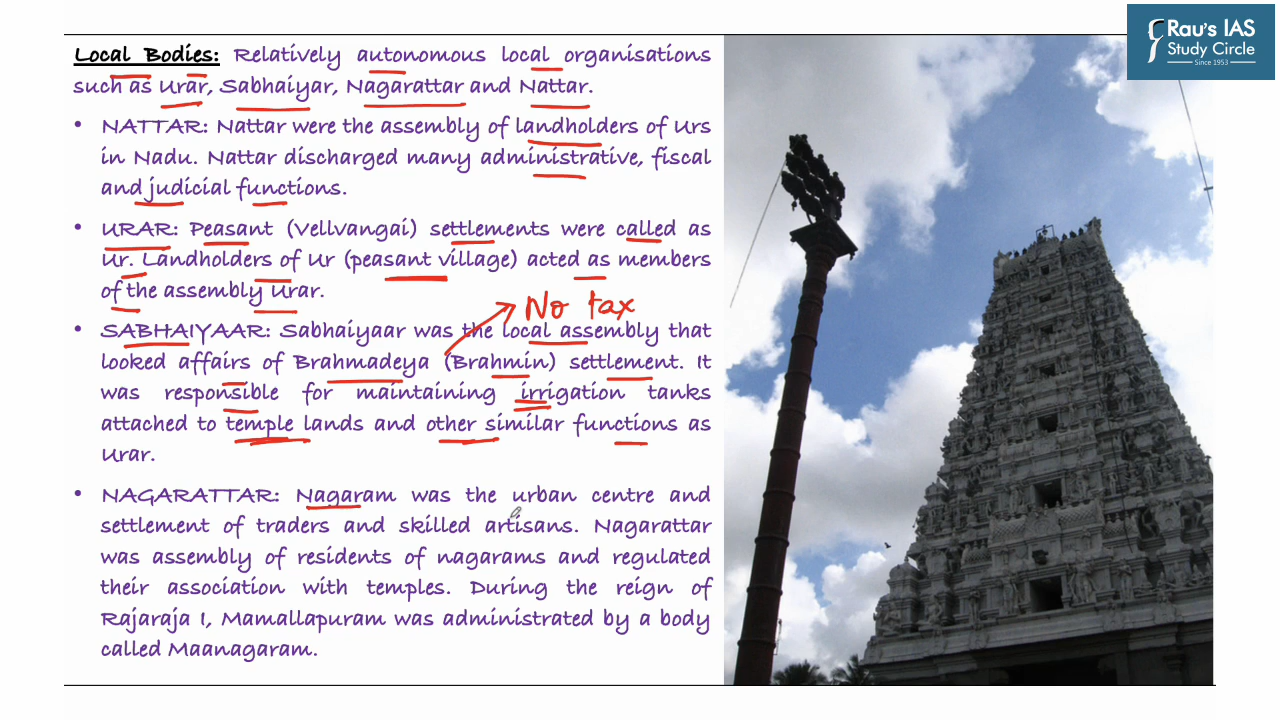 Local Bodies: Relatively autonomous local organisations
such as Urar, Sabhaiyar, Nagarattar and Nattar.
• NATTAR: Nattar were the assembly of landholders of Urs
in Nadu. Nattar discharged many administrative, fiscal
and judicial functions.
• URAR: Peasant (Vellvangai) settlements were called as
Ur. Landholders of Ur (peasant village) acted as members
of the assembly Urar.
No tax
• SABHAIYAAR: Sabhaiyaar was the local assembly that
looked affairs of Brahmadeya (Brahmin) settlement. It
was responsible for maintaining irrigation tanks
attached to temple lands and other similar functions as
Urar.
• NAGARATTAR: Nagaram was the urban centre and
settlement of traders and skilled artisans. Nagarattar
was assembly of residents of nagarams and regulated
their association with temples. During the reign of
Rajaraja I, Mamallapuram was administrated by a body
called Maanagaram.
Rau's IAS
Study Circle
Since 1953